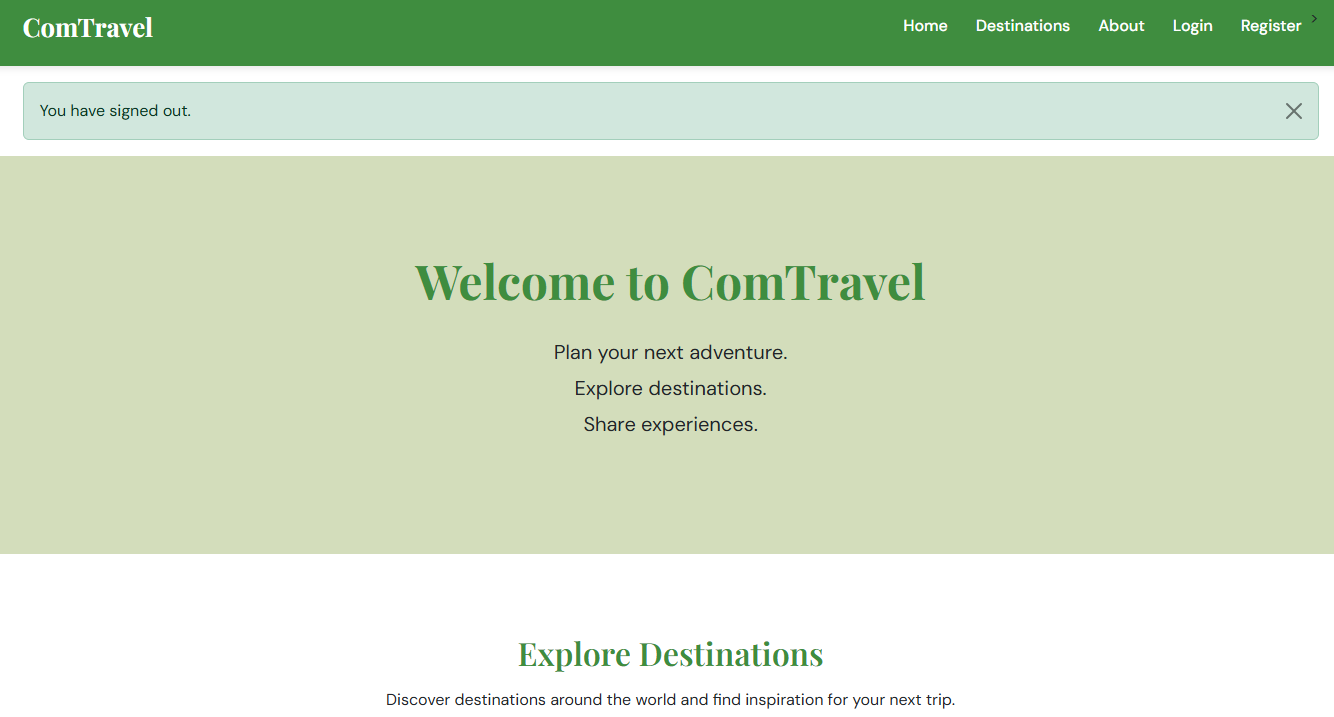 ComTravel
Home Destinations About Login Register >
You have signed out.
Welcome to ComTravel
Plan your next adventure.
Explore destinations.
Share experiences.
Explore Destinations
Discover destinations around the world and find inspiration for your next trip.